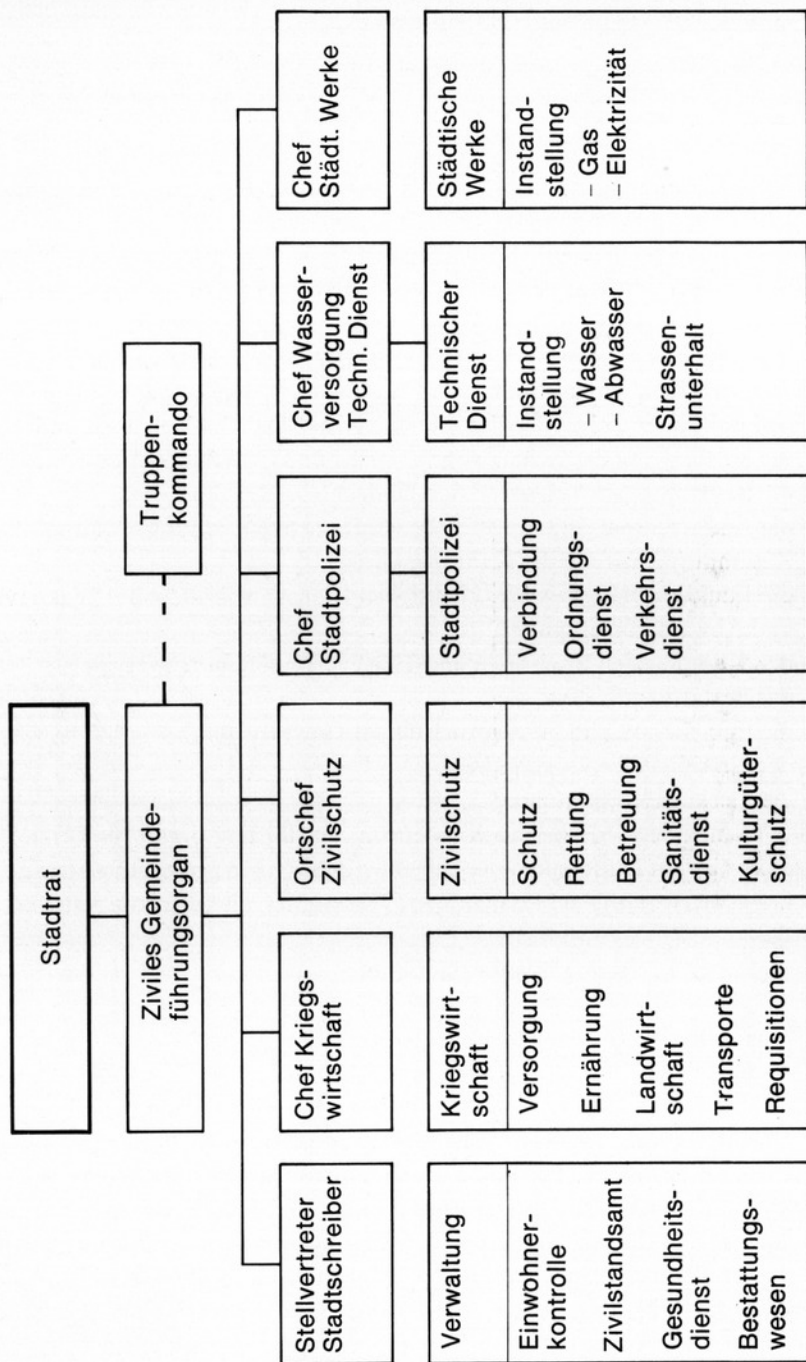 Stadtrat
Ziviles Gemeinde-
führungsorgan
Truppen-
kommando
Stellvertreter
Stadtschreiber
Chef Kriegs-
wirtschaft
Ortschef
Zivilschutz
Chef
Stadtpolizei
Chef Wasser-
versorgung
Techn. Dienst
Chef
Städt. Werke
Verwaltung
Einwohner-
kontrolle
Zivilstandsamt
Gesundheits-
dienst
Bestattungs-
wesen
Kriegswirt-
schaft
Versorgung
Ernährung
Landwirt-
schaft
Transporte
Requisitionen
Zivilschutz
Schutz
Rettung
Betreuung
Sanitäts-
dienst
Kulturgüter-
schutz
Stadtpolizei
Verbindung
Ordnungs-
dienst
Verkehrs-
dienst
Technischer
Dienst
Instand-
stellung
– Wasser
– Abwasser
Strassen-
unterhalt
Städtische
Werke
Instand-
stellung
– Gas
– Elektrizität